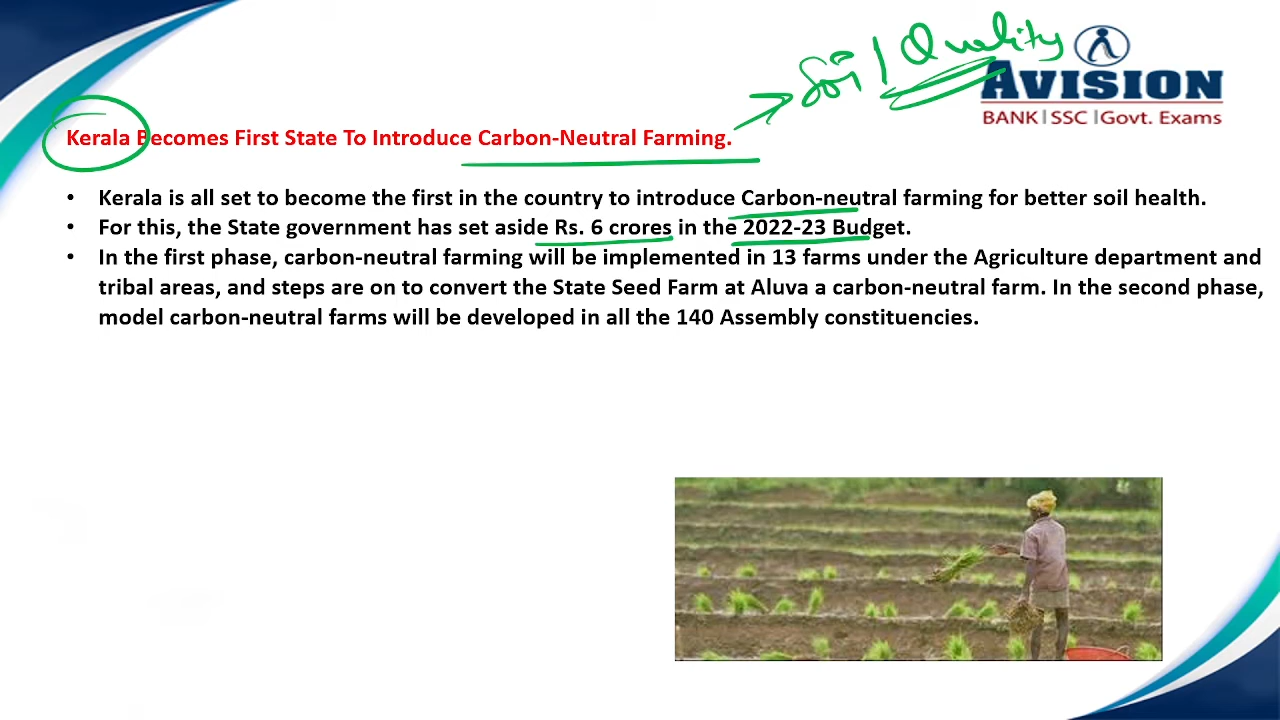 Soil Quality
AVISION
BANK | SSC | Govt. Exams
Kerala Becomes First State To Introduce Carbon-Neutral Farming.
• Kerala is all set to become the first in the country to introduce Carbon-neutral farming for better soil health.
• For this, the State government has set aside Rs. 6 crores in the 2022-23 Budget.
• In the first phase, carbon-neutral farming will be implemented in 13 farms under the Agriculture department and
tribal areas, and steps are on to convert the State Seed Farm at Aluva a carbon-neutral farm. In the second phase,
model carbon-neutral farms will be developed in all the 140 Assembly constituencies.